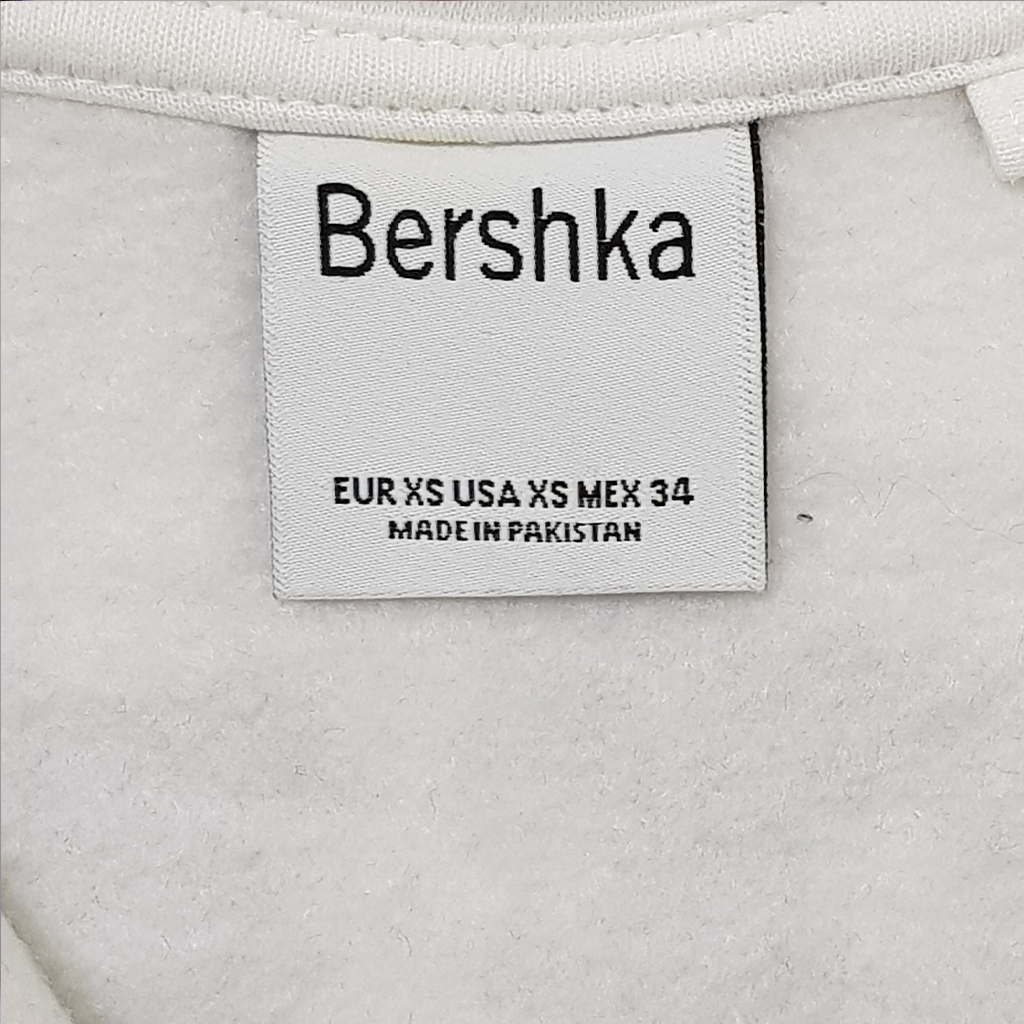 Bershka
EUR XS USA XS MEX 34
MADE IN PAKISTAN